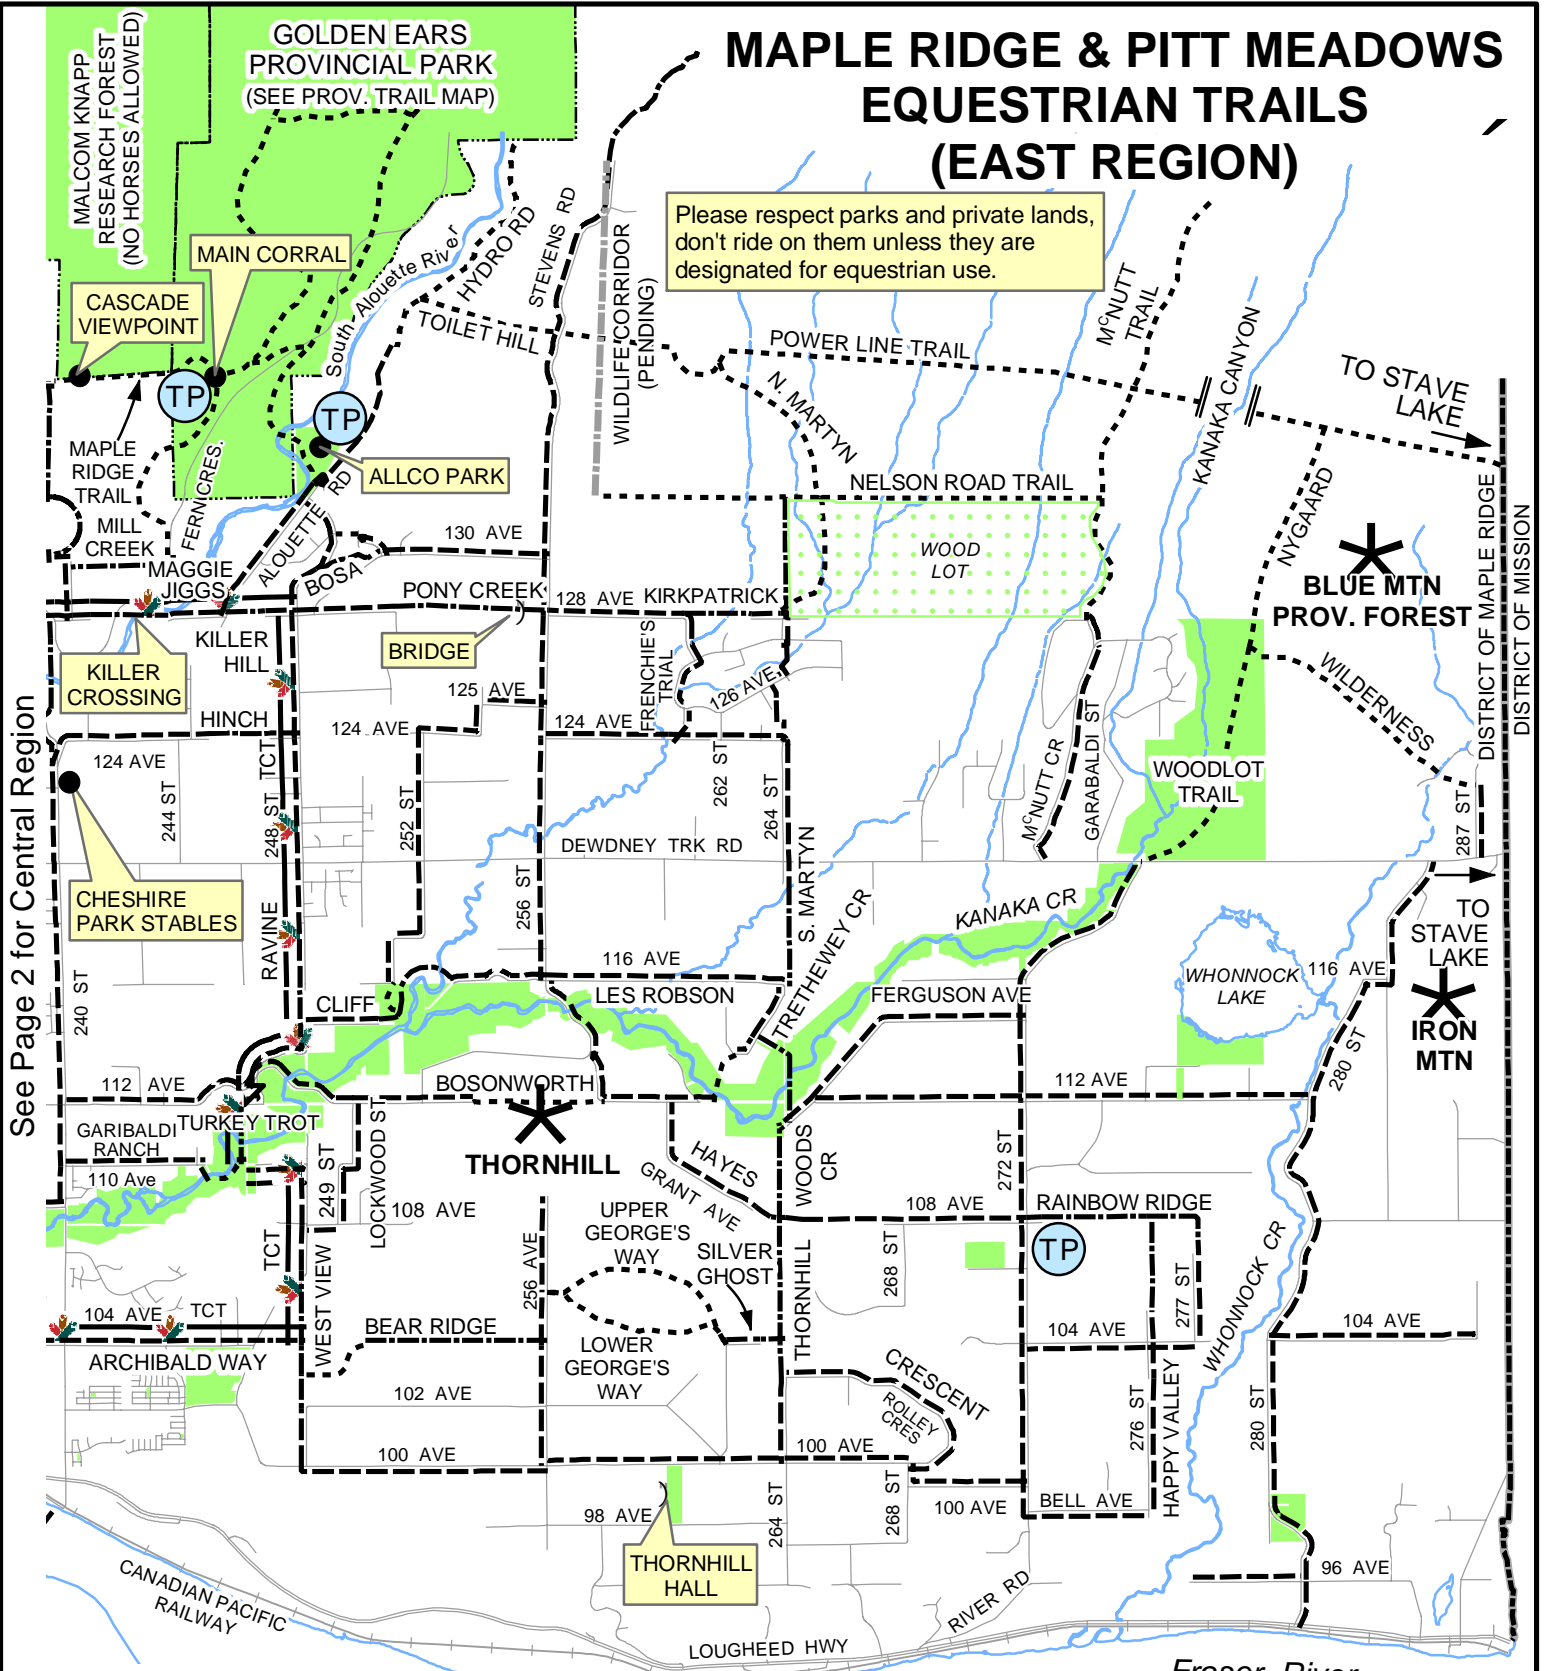 MAPLE RIDGE & PITT MEADOWS
EQUESTRIAN TRAILS
(EAST REGION)
MALCOM KNAPP
RESEARCH FOREST
(NO HORSES ALLOWED)
GOLDEN EARS
PROVINCIAL PARK
(SEE PROV. TRAIL MAP)
Please respect parks and private lands,
don't ride on them unless they are
designated for equestrian use.
MAIN CORRAL
CASCADE
VIEWPOINT
South Alouette River
HYDRO RD
STEVENS RD
WILDLIFE CORRIDOR
(PENDING)
TOILET HILL
POWER LINE TRAIL
McNUTT
TRAIL
KANAKA CANYON
TO STAVE
LAKE
TP
TP
N. MARTYN
MAPLE
RIDGE
TRAIL
FERNCRES.
ALLCO PARK
NELSON ROAD TRAIL
NYGAARD
DISTRICT OF MAPLE RIDGE
DISTRICT OF MISSION
MILL
CREEK
ALOUETTE RD
130 AVE
WOOD
LOT
MAGGIE
JIGGS
BOSA
PONY CREEK
128 AVE
KIRKPATRICK
BLUE MTN
PROV. FOREST
KILLER
HILL
BRIDGE
KILLER
CROSSING
FRENCHIE'S
TRIAL
126 AVE
125 AVE
WILDERNESS
HINCH
124 AVE
124 AVE
124 AVE
See Page 2 for Central Region
244 ST
248 ST
TCT
252 ST
262 ST
264 ST
McNUTT CR
GARABALDI ST
WOODLOT
TRAIL
287 ST
DEWDNEY TRK RD
256 ST
S. MARTYN
CHESHIRE
PARK STABLES
TRETHEWEY CR
KANAKA CR
TO
STAVE
LAKE
RAVINE
240 ST
116 AVE
WHONNOCK
LAKE
116 AVE
CLIFF
LES ROBSON
FERGUSON AVE
IRON
MTN
280 ST
112 AVE
BOSONWORTH
112 AVE
TURKEY TROT
GARIBALDI
RANCH
THORNHILL
110 Ave
249 ST
LOCKWOOD ST
HAYES
GRANT AVE
WOODS
CR
272 ST
108 AVE
108 AVE
RAINBOW RIDGE
UPPER
GEORGE'S
WAY
SILVER
GHOST
TP
TCT
WEST VIEW
256 AVE
THORNHILL
268 ST
277 ST
WHONNOCK CR
104 AVE
TCT
BEAR RIDGE
104 AVE
104 AVE
ARCHIBALD WAY
LOWER
GEORGE'S
WAY
CRESCENT
ROLLEY
CRES
102 AVE
276 ST
HAPPY VALLEY
280 ST
100 AVE
100 AVE
100 AVE
BELL AVE
98 AVE
264 ST
268 ST
THORNHILL
HALL
96 AVE
CANADIAN PACIFIC
RAILWAY
RIVER RD
LOUGHEED HWY
Fraser River